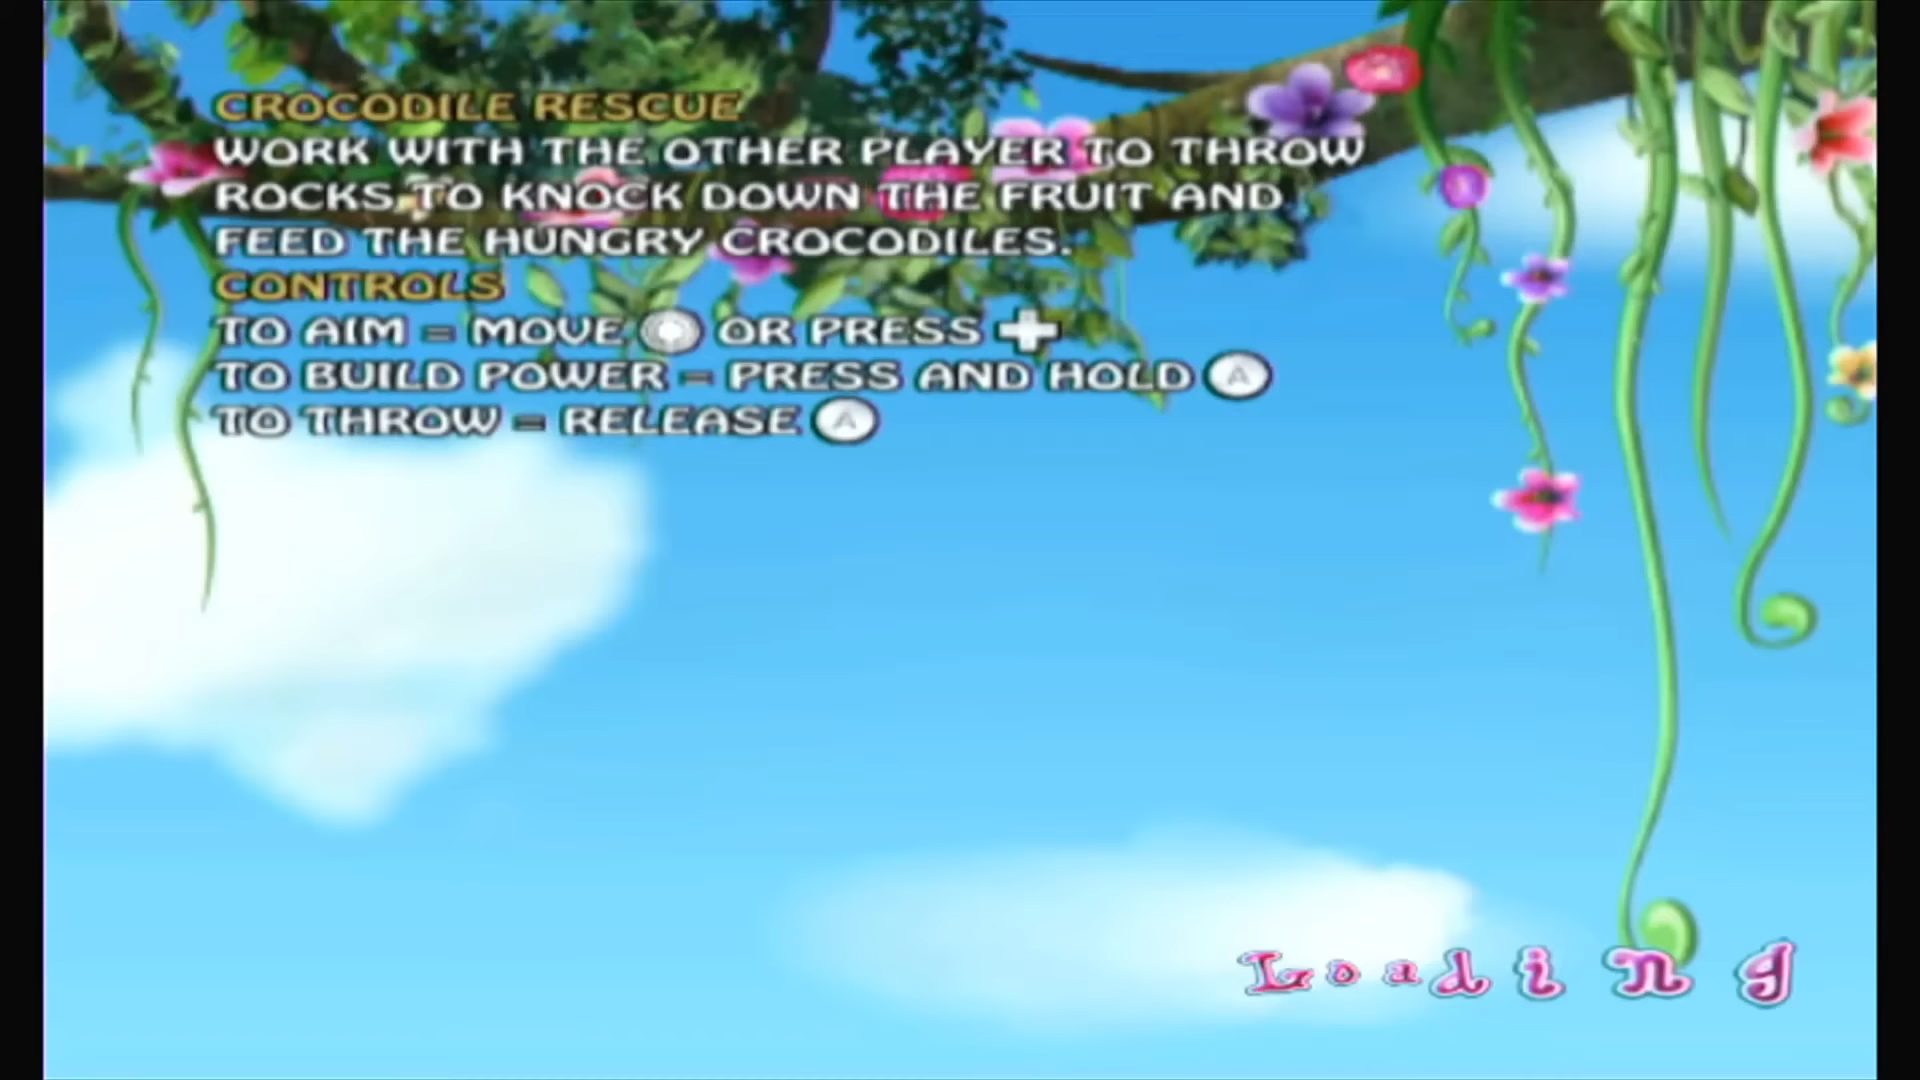 CROCODILE RESCUE
WORK WITH THE OTHER PLAYER TO THROW
ROCKS TO KNOCK DOWN THE FRUIT AND
FEED THE HUNGRY CROCODILES.
CONTROLS
TO AIM = MOVE OR PRESS
TO BUILD POWER = PRESS AND HOLD A
TO THROW = RELEASE A
Loading